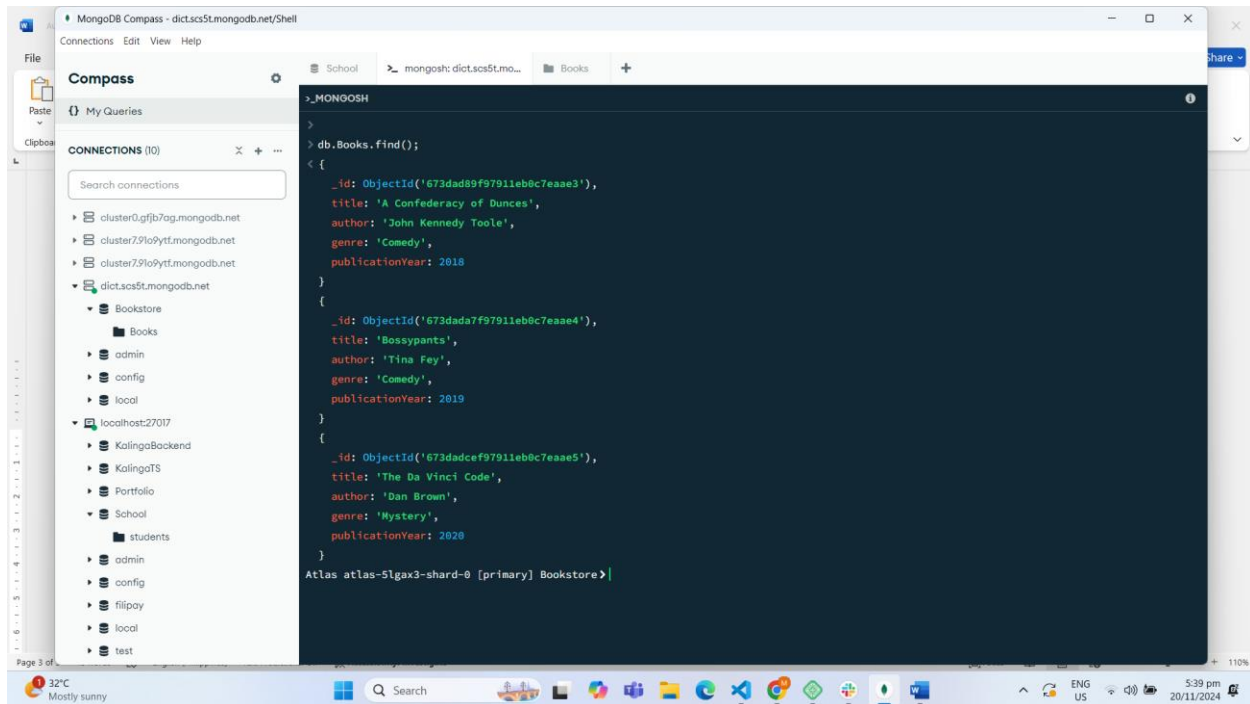 MongoDB Compass - dict.scs5t.mongodb.net/Shell
Connections Edit View Help
File
Share
Compass
School
mongosh: dict.scs5t.mo...
Books
Paste
{} My Queries
>_MONGOSH
Clipboa
CONNECTIONS (10)
Search connections
cluster0.gfjb7ag.mongodb.net
cluster7.91o9ytf.mongodb.net
cluster7.91o9ytf.mongodb.net
dict.scs5t.mongodb.net
Bookstore
Books
admin
config
local
localhost:27017
KalingaBackend
KalingaTS
Portfolio
School
students
admin
config
filipay
local
test
>
> db.Books.find();
< {
_id: ObjectId('673dad89f97911eb0c7eaae3'),
title: 'A Confederacy of Dunces',
author: 'John Kennedy Toole',
genre: 'Comedy',
publicationYear: 2018
}
{
_id: ObjectId('673dada7f97911eb0c7eaae4'),
title: 'Bossypants',
author: 'Tina Fey',
genre: 'Comedy',
publicationYear: 2019
}
{
_id: ObjectId('673dadcef97911eb0c7eaae5'),
title: 'The Da Vinci Code',
author: 'Dan Brown',
genre: 'Mystery',
publicationYear: 2020
}
Atlas atlas-5lgax3-shard-0 [primary] Bookstore>
Page 3 of
110%
1
32°C
Mostly sunny
Search
ENG
US
5:39 pm
20/11/2024